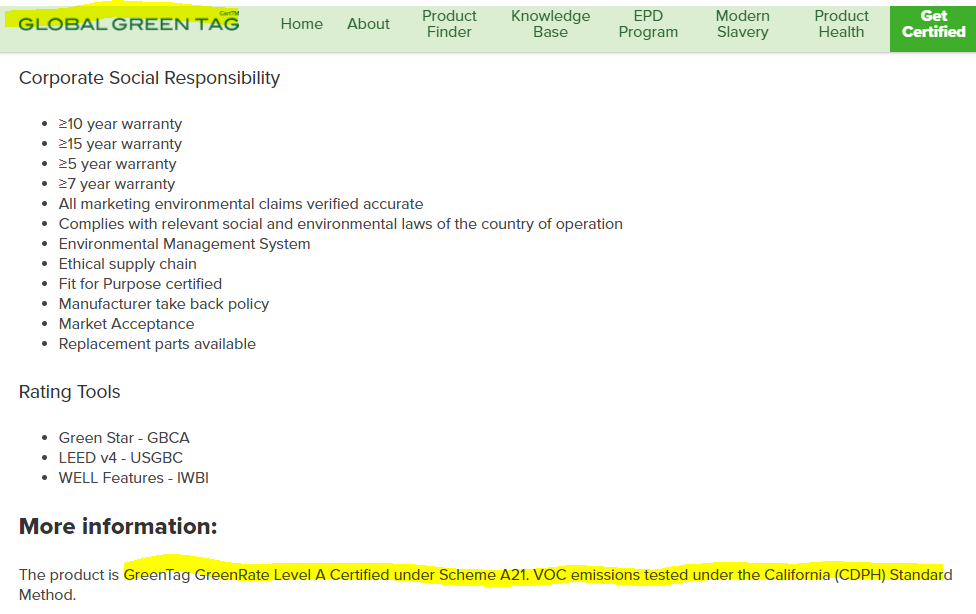 CertTM
GLOBAL GREEN TAG
Home
About
Product
Finder
Knowledge
Base
EPD
Program
Modern
Slavery
Product
Health
Get
Certified
Corporate Social Responsibility
≥10 year warranty
≥15 year warranty
≥5 year warranty
≥7 year warranty
All marketing environmental claims verified accurate
Complies with relevant social and environmental laws of the country of operation
Environmental Management System
Ethical supply chain
Fit for Purpose certified
Manufacturer take back policy
Market Acceptance
Replacement parts available
Rating Tools
Green Star - GBCA
LEED v4 - USGBC
WELL Features - IWBI
More information:
The product is GreenTag GreenRate Level A Certified under Scheme A21. VOC emissions tested under the California (CDPH) Standard
Method.